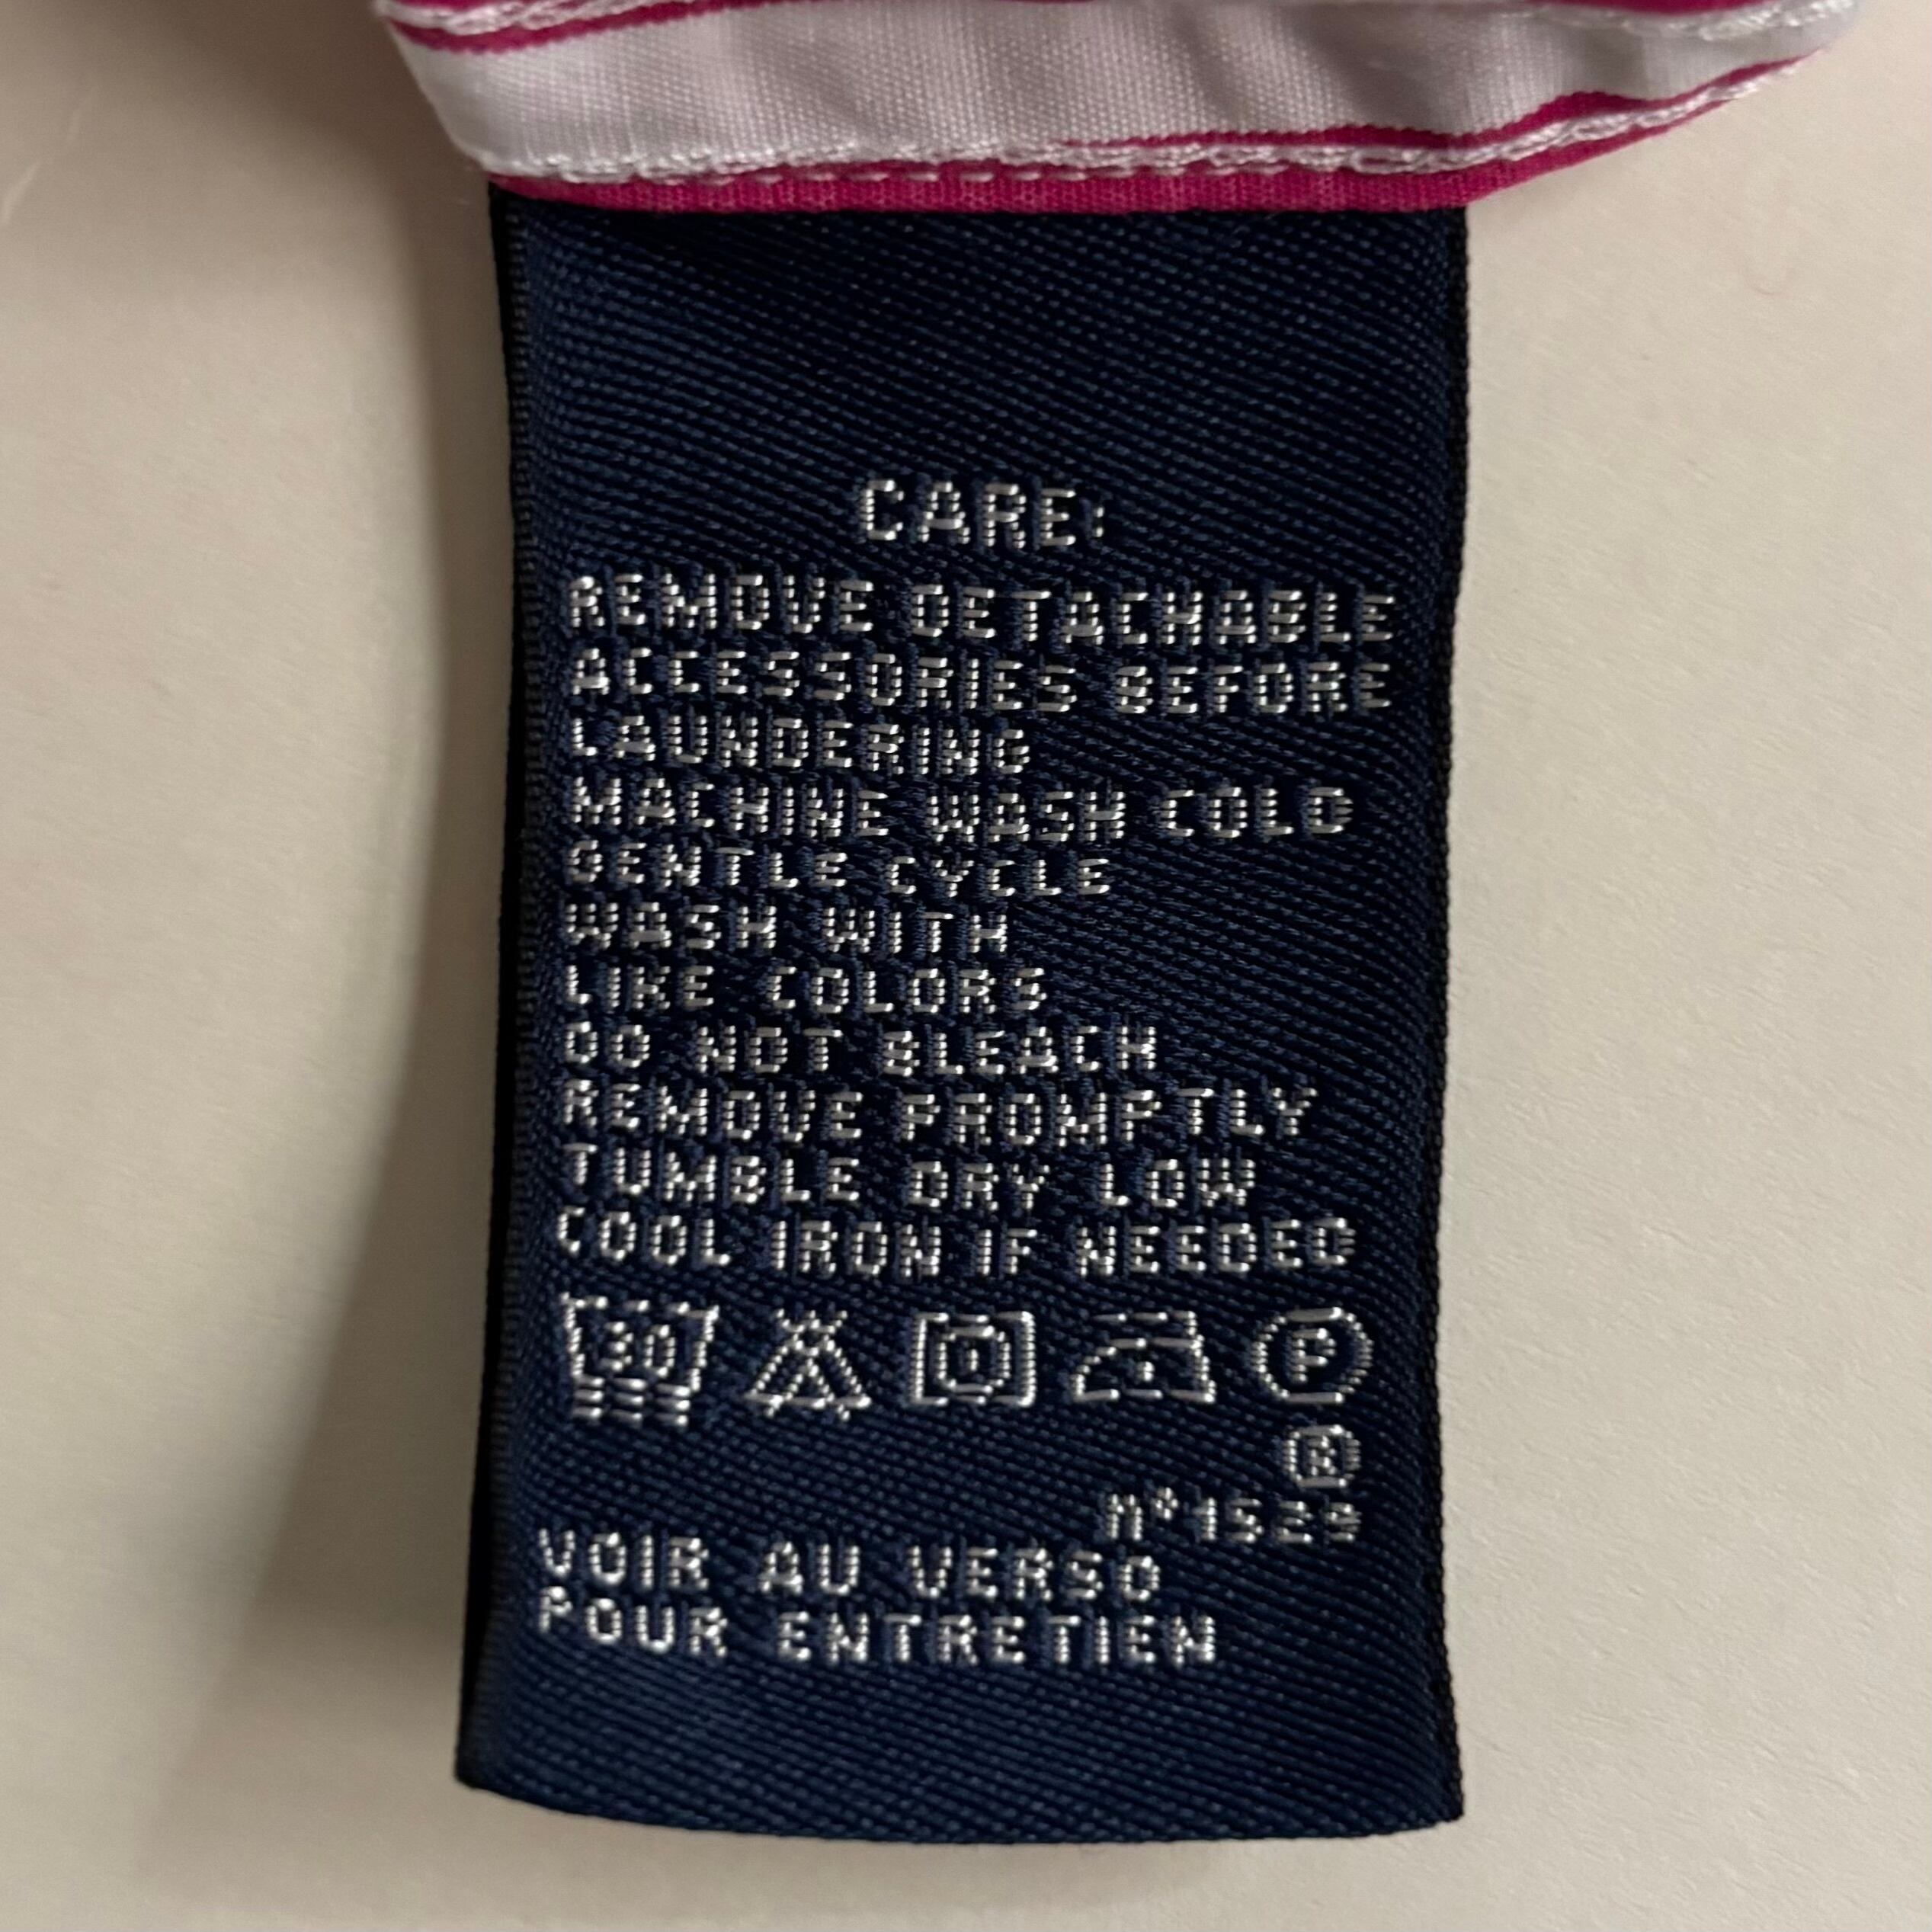 CARE:
REMOVE DETACHABLE
ACCESSORIES BEFORE
LAUNDERING
MACHINE WASH COLD
GENTLE CYCLE
WASH WITH
LIKE COLORS
DO NOT BLEACH
REMOVE PROMPTLY
TUMBLE DRY LOW
COOL IRON IF NEEDED
30 P
®
n°1529
VOIR AU VERSO
POUR ENTRETIEN